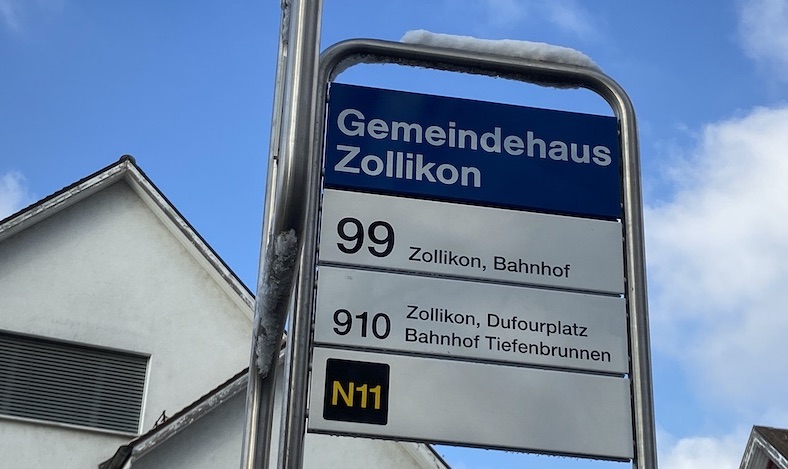 Gemeindehaus
Zollikon
99 Zollikon, Bahnhof
910 Zollikon, Dufourplatz
Bahnhof Tiefenbrunnen
N11